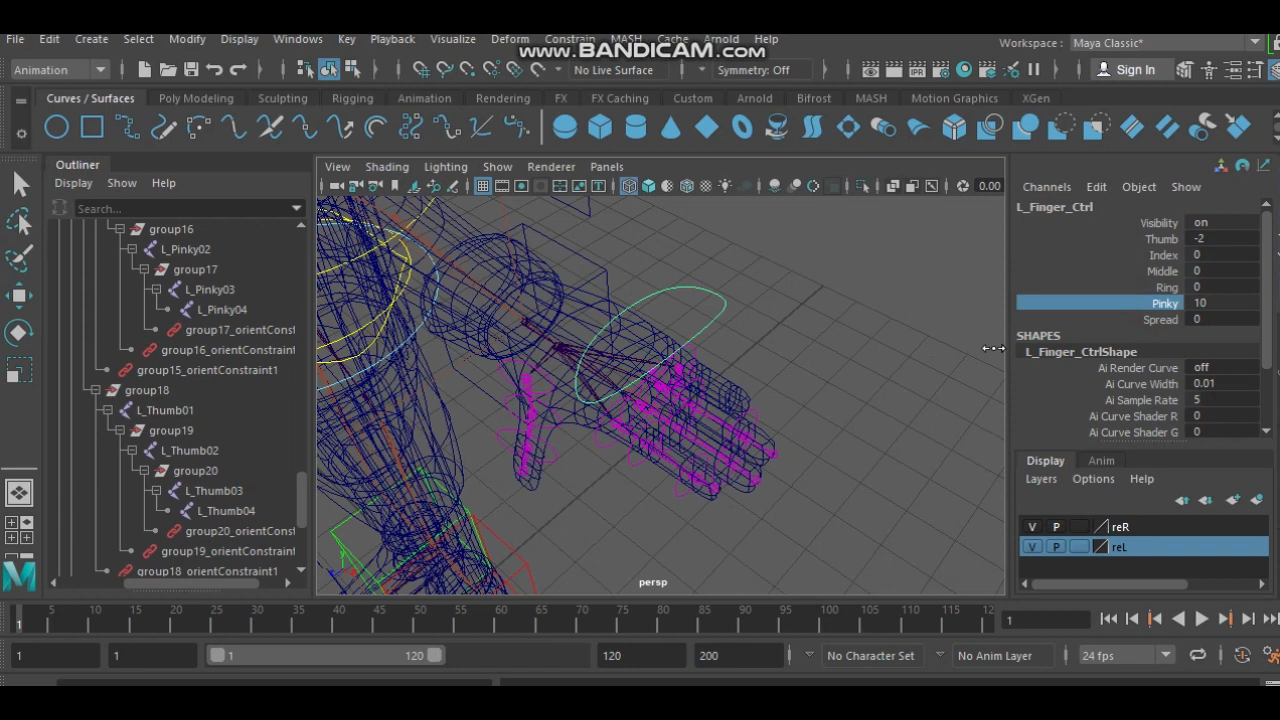 File Edit Create Select Modify Display Windows Key Playback Visualize Deform Constrain MASH Cache Arnold Help
www.BANDICAM.com
Workspace : Maya Classic*
Animation
No Live Surface
Symmetry: Off
Sign In
Curves / Surfaces Poly Modeling Sculpting Rigging Animation Rendering FX FX Caching Custom Arnold Bifrost MASH Motion Graphics XGen
Outliner
Display Show Help
Search...
group16
L_Pinky02
group17
L_Pinky03
L_Pinky04
group17_orientConst
group16_orientConstraint
group15_orientConstraint1
group18
L_Thumb01
group19
L_Thumb02
group20
L_Thumb03
L_Thumb04
group20_orientConst
group19_orientConstraint
group18_orientConstraint1
View Shading Lighting Show Renderer Panels
IPR
0.00
persp
Channels Edit Object Show
L_Finger_Ctrl
Visibility on
Thumb -2
Index 0
Middle 0
Ring 0
Pinky 10
Spread 0
SHAPES
L_Finger_CtrlShape
Ai Render Curve off
Ai Curve Width 0.01
Ai Sample Rate 5
Ai Curve Shader R 0
Ai Curve Shader G 0
Display Anim
Layers Options Help
V P reR
V P reL
1 5 10 15 20 25 30 35 40 45 50 55 60 65 70 75 80 85 90 95 100 105 110 115 12
1
1 1 1 120 120 200 No Character Set No Anim Layer 24 fps